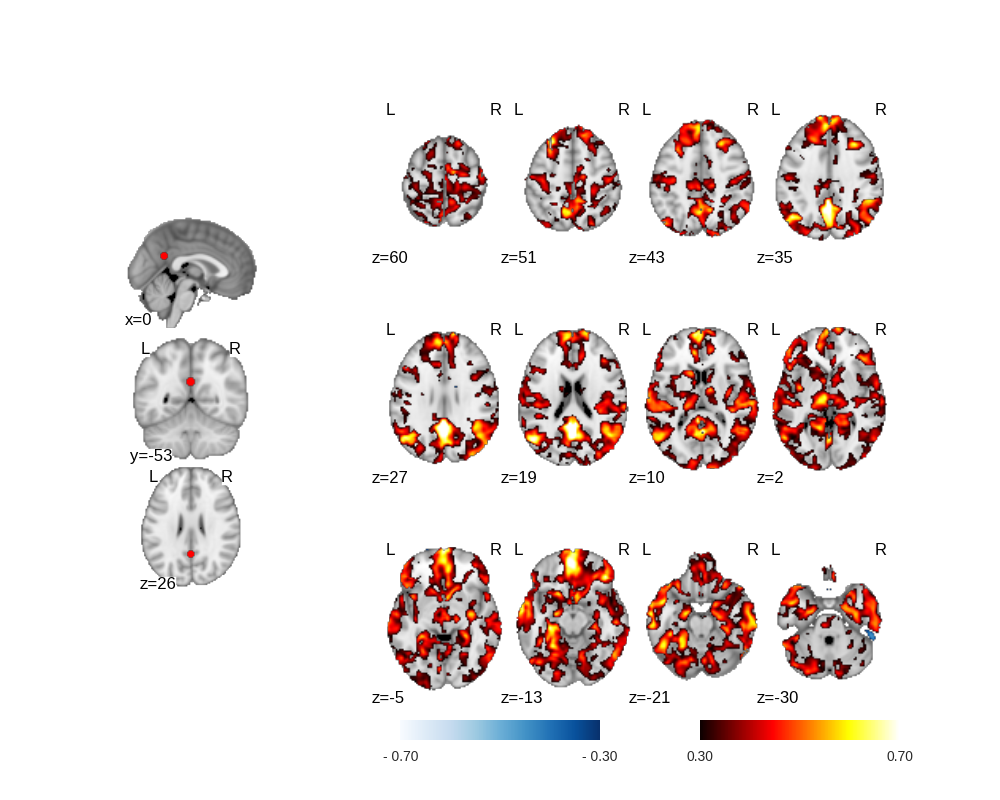 L R L R L R L R
z=60 z=51 z=43 z=35
x=0
L R
y=-53
L R
z=26
L R L R L R L R
z=27 z=19 z=10 z=2
L R L R L R L R
z=-5 z=-13 z=-21 z=-30
- 0.70 - 0.30 0.30 0.70